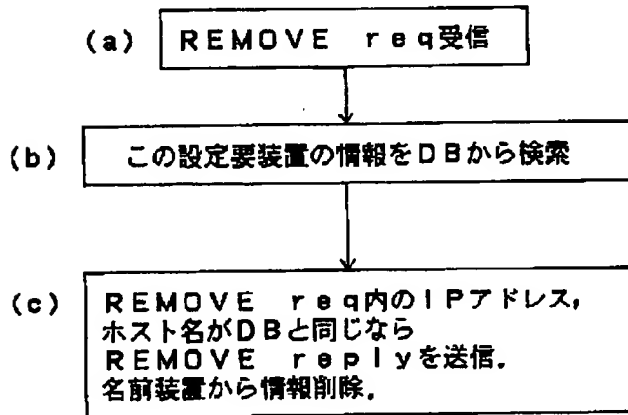 (a) REMOVE req受信
(b) この設定要装置の情報をDBから検索
(c) REMOVE req内のIPアドレス,
ホスト名がDBと同じなら
REMOVE replyを送信.
名前装置から情報削除.